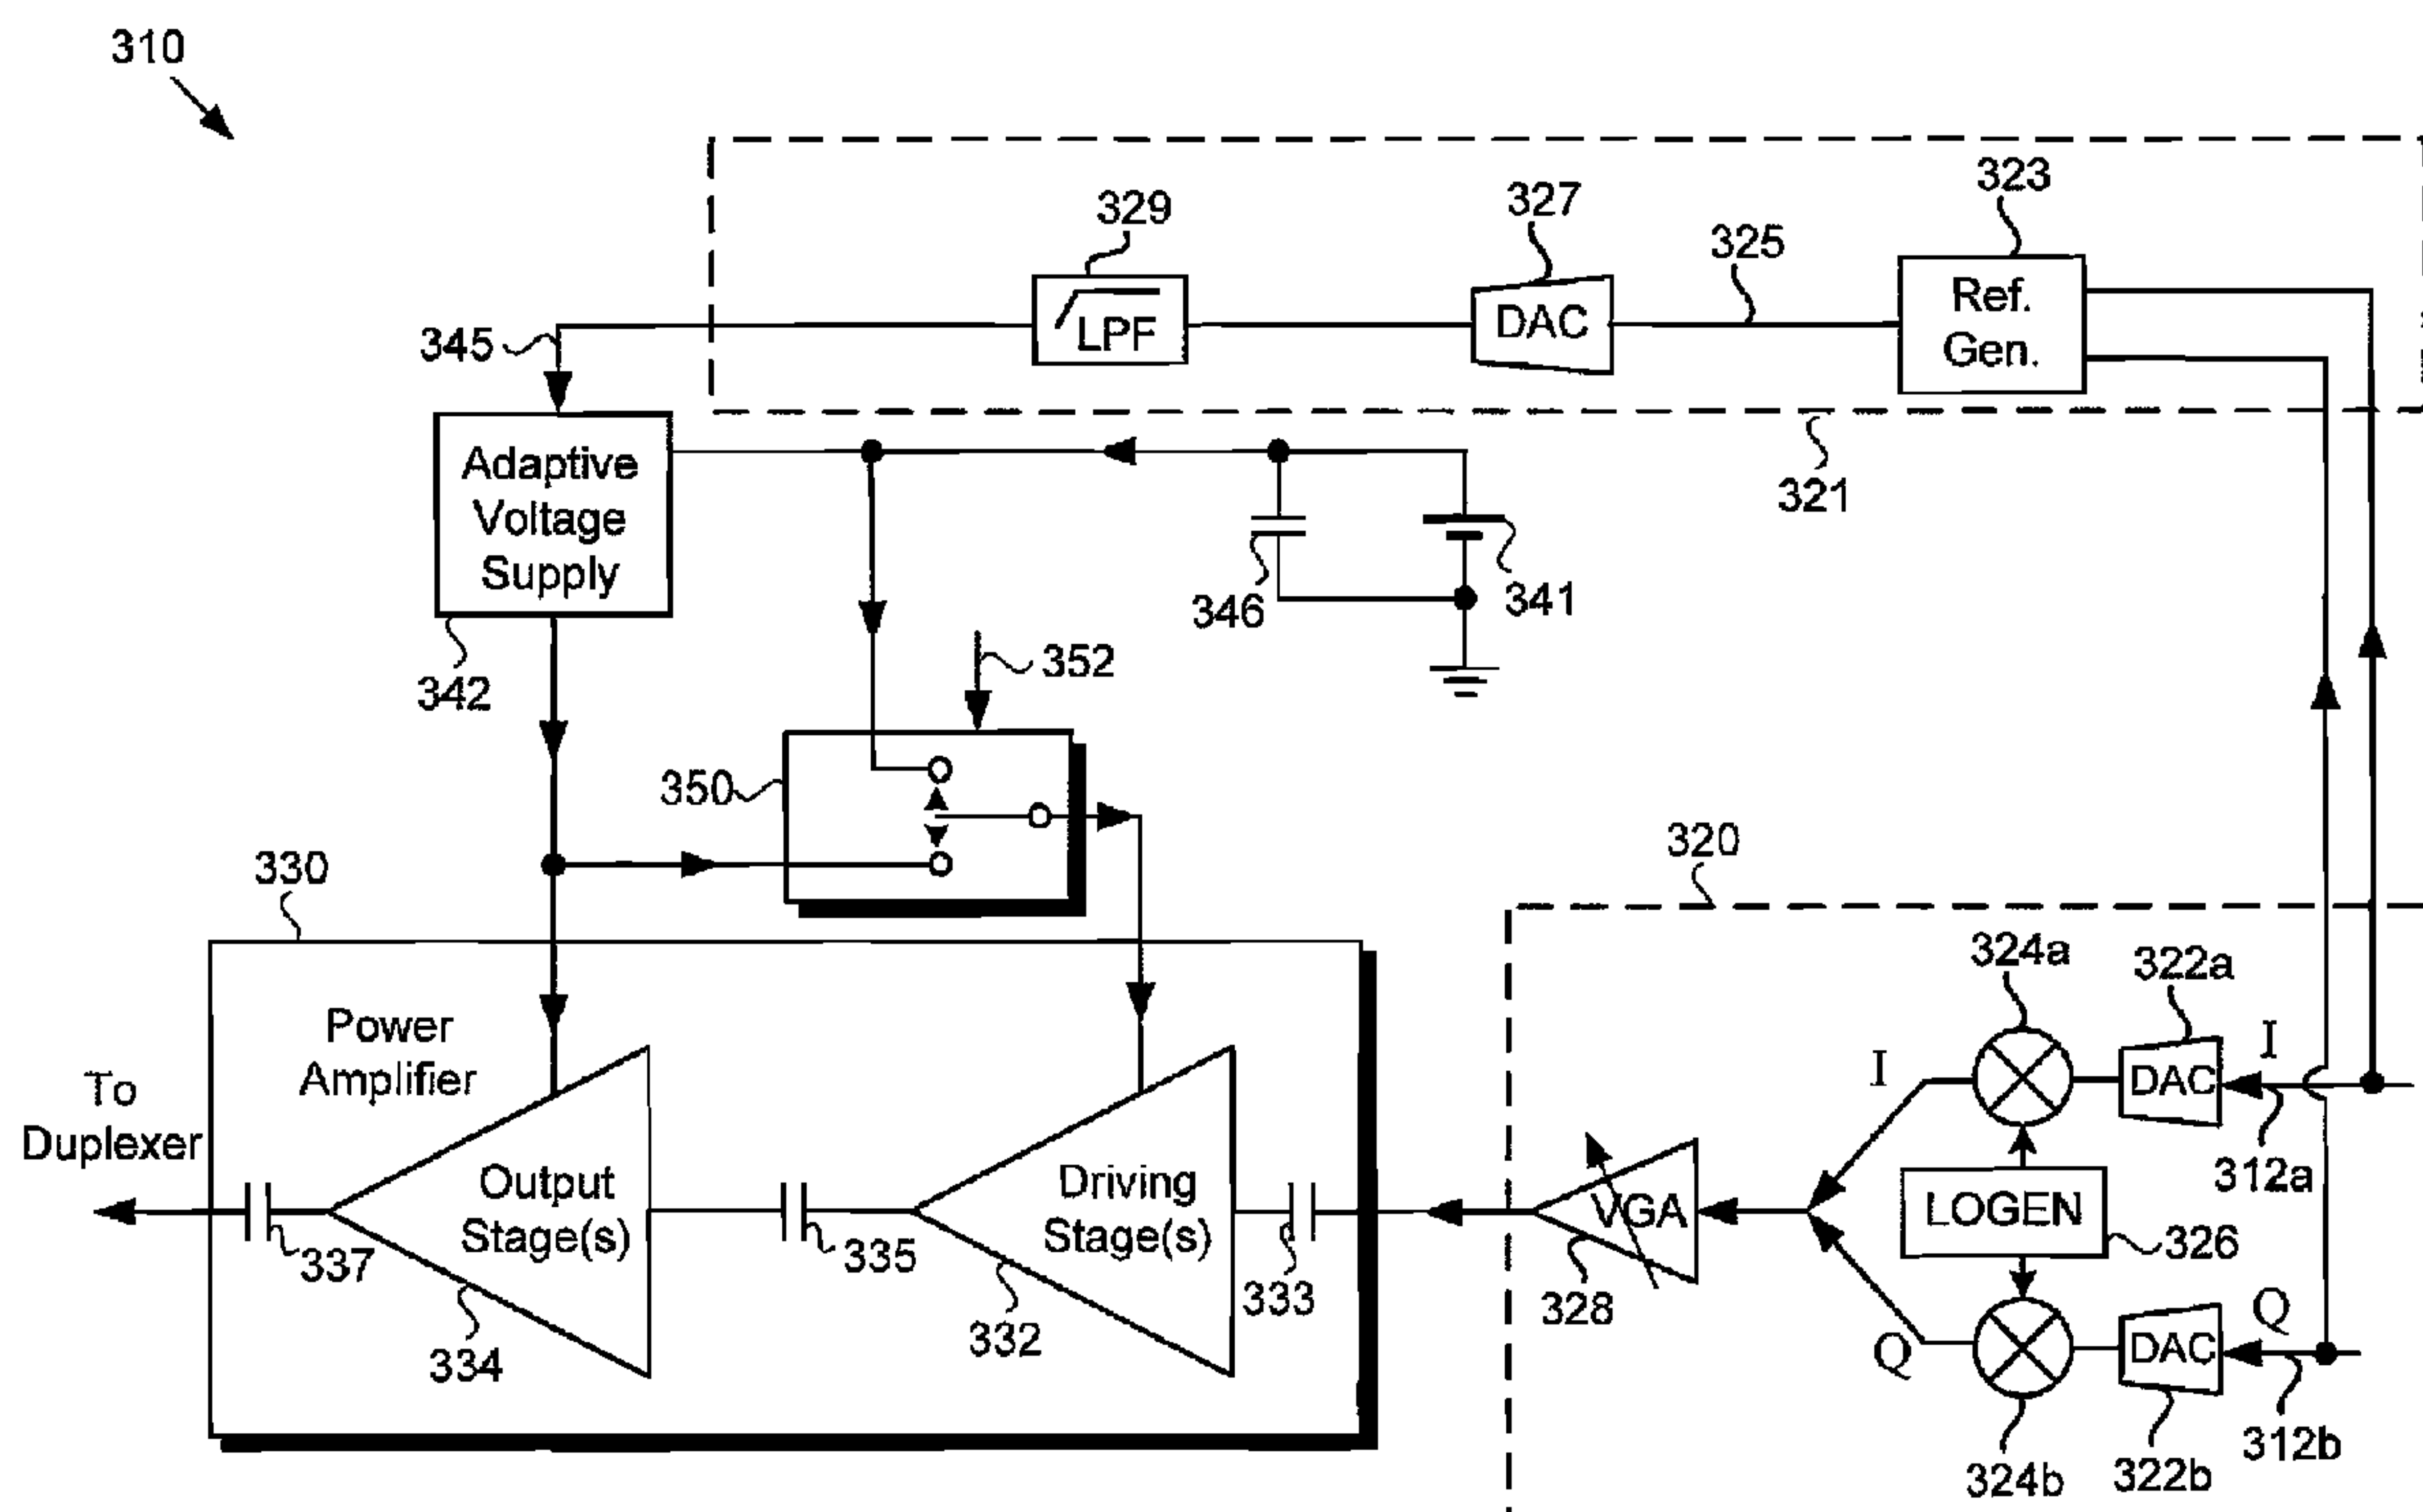 310
329
327
325
323
LPF
DAC
Ref.
Gen.
345
321
Adaptive
Voltage
Supply
342
346
341
352
350
330
320
Power
Amplifier
To
Duplexer
Output
Stage(s)
Driving
Stage(s)
337
335
333
334
332
VGA
328
324a
322a
I
I
DAC
312a
LOGEN
326
Q
Q
DAC
312b
324b
322b